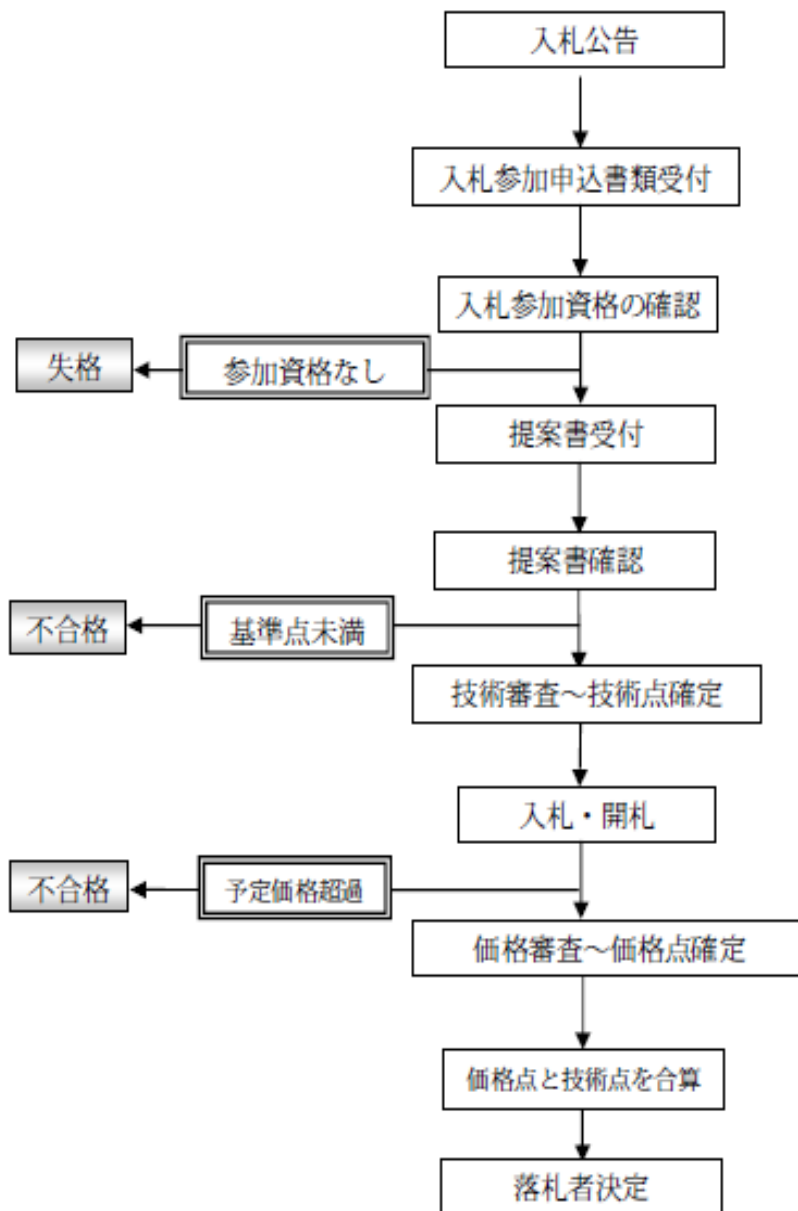 入札公告
入札参加申込書類受付
入札参加資格の確認
失格
参加資格なし
提案書受付
提案書確認
不合格
基準点未満
技術審査～技術点確定
入札・開札
不合格
予定価格超過
価格審査～価格点確定
価格点と技術点を合算
落札者決定